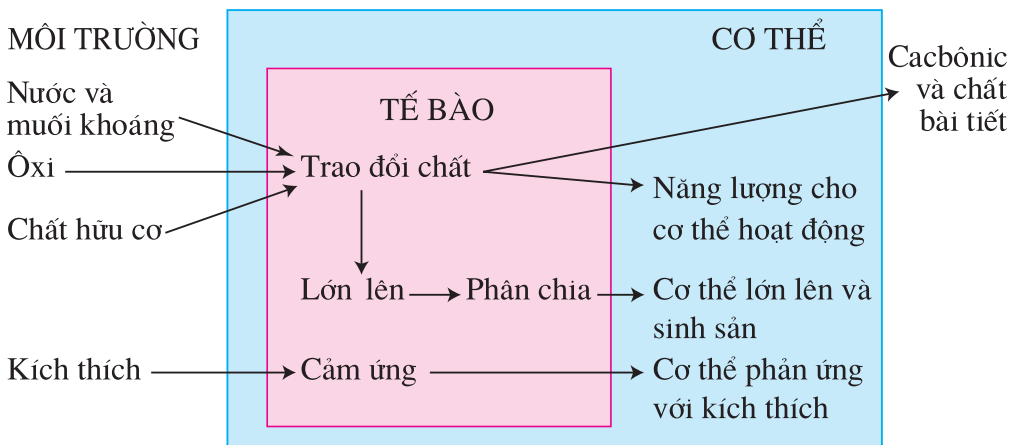 MÔI TRƯỜNG
CƠ THỂ
Cacbônic
và chất
bài tiết
Nước và
muối khoáng
TẾ BÀO
Ôxi
Trao đổi chất
Năng lượng cho
cơ thể hoạt động
Chất hữu cơ
Lớn lên
Phân chia
Cơ thể lớn lên và
sinh sản
Kích thích
Cảm ứng
Cơ thể phản ứng
với kích thích